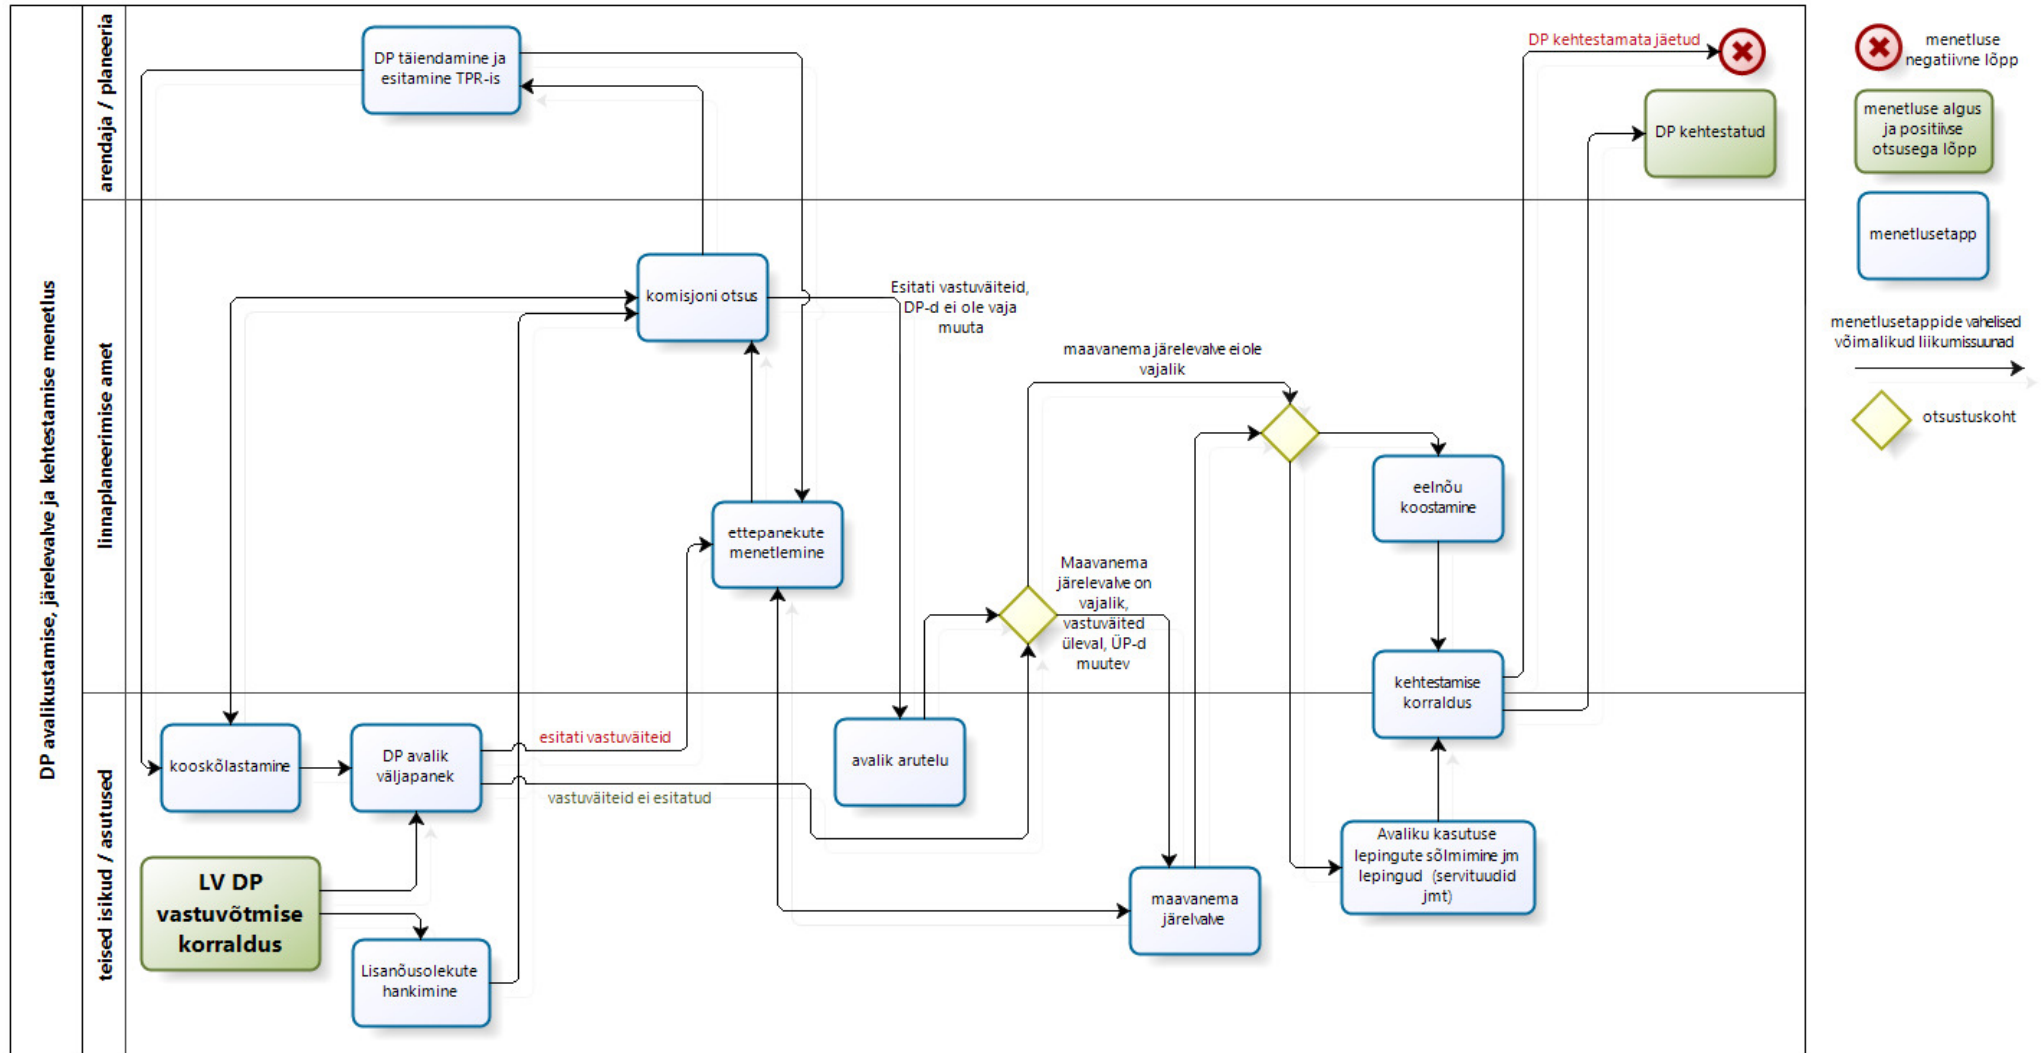 DP avalikustamise, järelevalve ja kehtestamise menetlus
arendaja / planeeria
linnaplaneerimise amet
teised isikud / asutused
DP täiendamine ja
esitamine TPR-is
DP kehtestamata jäetud
DP kehtestatud
komisjoni otsus
Esitati vastuväiteid,
DP-d ei ole vaja
muuta
maavanema järelevalve ei ole
vajalik
eelnõu
koostamine
ettepanekute
menetlemine
Maavanema
järelevalve on
vajalik,
vastuväited
üleval, ÜP-d
muutev
kehtestamise
korraldus
kooskõlastamine
DP avalik
väljapanek
esitati vastuväiteid
vastuväiteid ei esitatud
avalik arutelu
LV DP
vastuvõtmise
korraldus
Lisanõusolekute
hankimine
maavanema
järelvalve
Avaliku kasutuse
lepingute sõlmimine jm
lepingud (servituudid
jmt)
menetluse
negatiivne lõpp
menetluse algus
ja positiivse
otsusega lõpp
menetlusetapp
menetlusetappide vahelised
võimalikud liikumissuunad
otsustuskoht